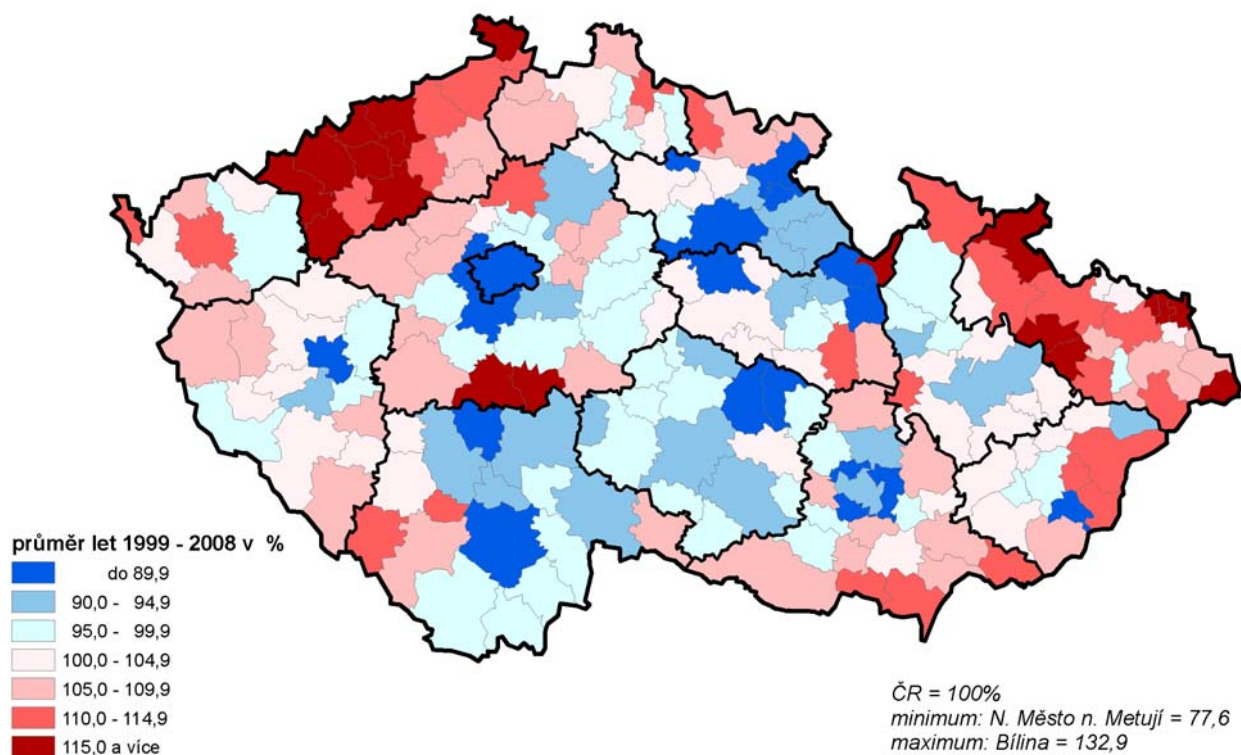 průměr let 1999 - 2008 v %
do 89,9
90,0 - 94,9
95,0 - 99,9
100,0 - 104,9
105,0 - 109,9
110,0 - 114,9
115,0 a více
ČR = 100%
minimum: N. Město n. Metují = 77,6
maximum: Bílina = 132,9